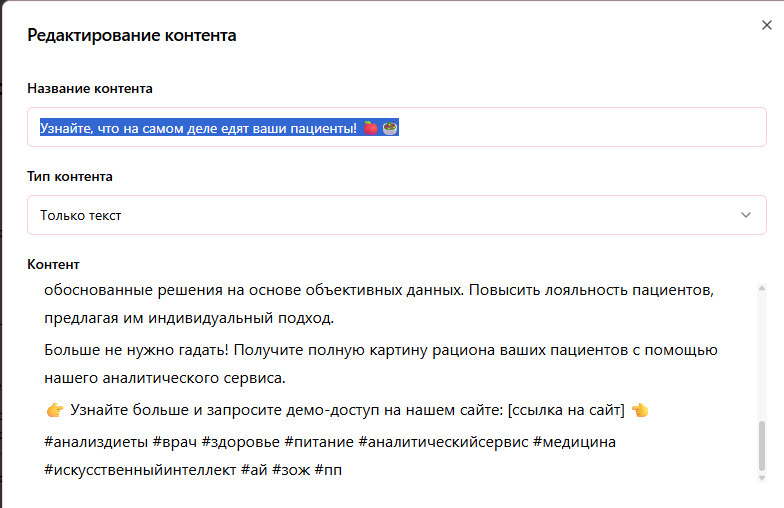 Редактирование контента
Название контента
Узнайте, что на самом деле едят ваши пациенты! 🍎 🍵
Тип контента
Только текст
Контент
обоснованные решения на основе объективных данных. Повысить лояльность пациентов,
предлагая им индивидуальный подход.
Больше не нужно гадать! Получите полную картину рациона ваших пациентов с помощью
нашего аналитического сервиса.
👉 Узнайте больше и запросите демо-доступ на нашем сайте: [ссылка на сайт] 👈
#анализдиеты #врач #здоровье #питание #аналитическийсервис #медицина
#искусственныйинтеллект #ай #зож #пп